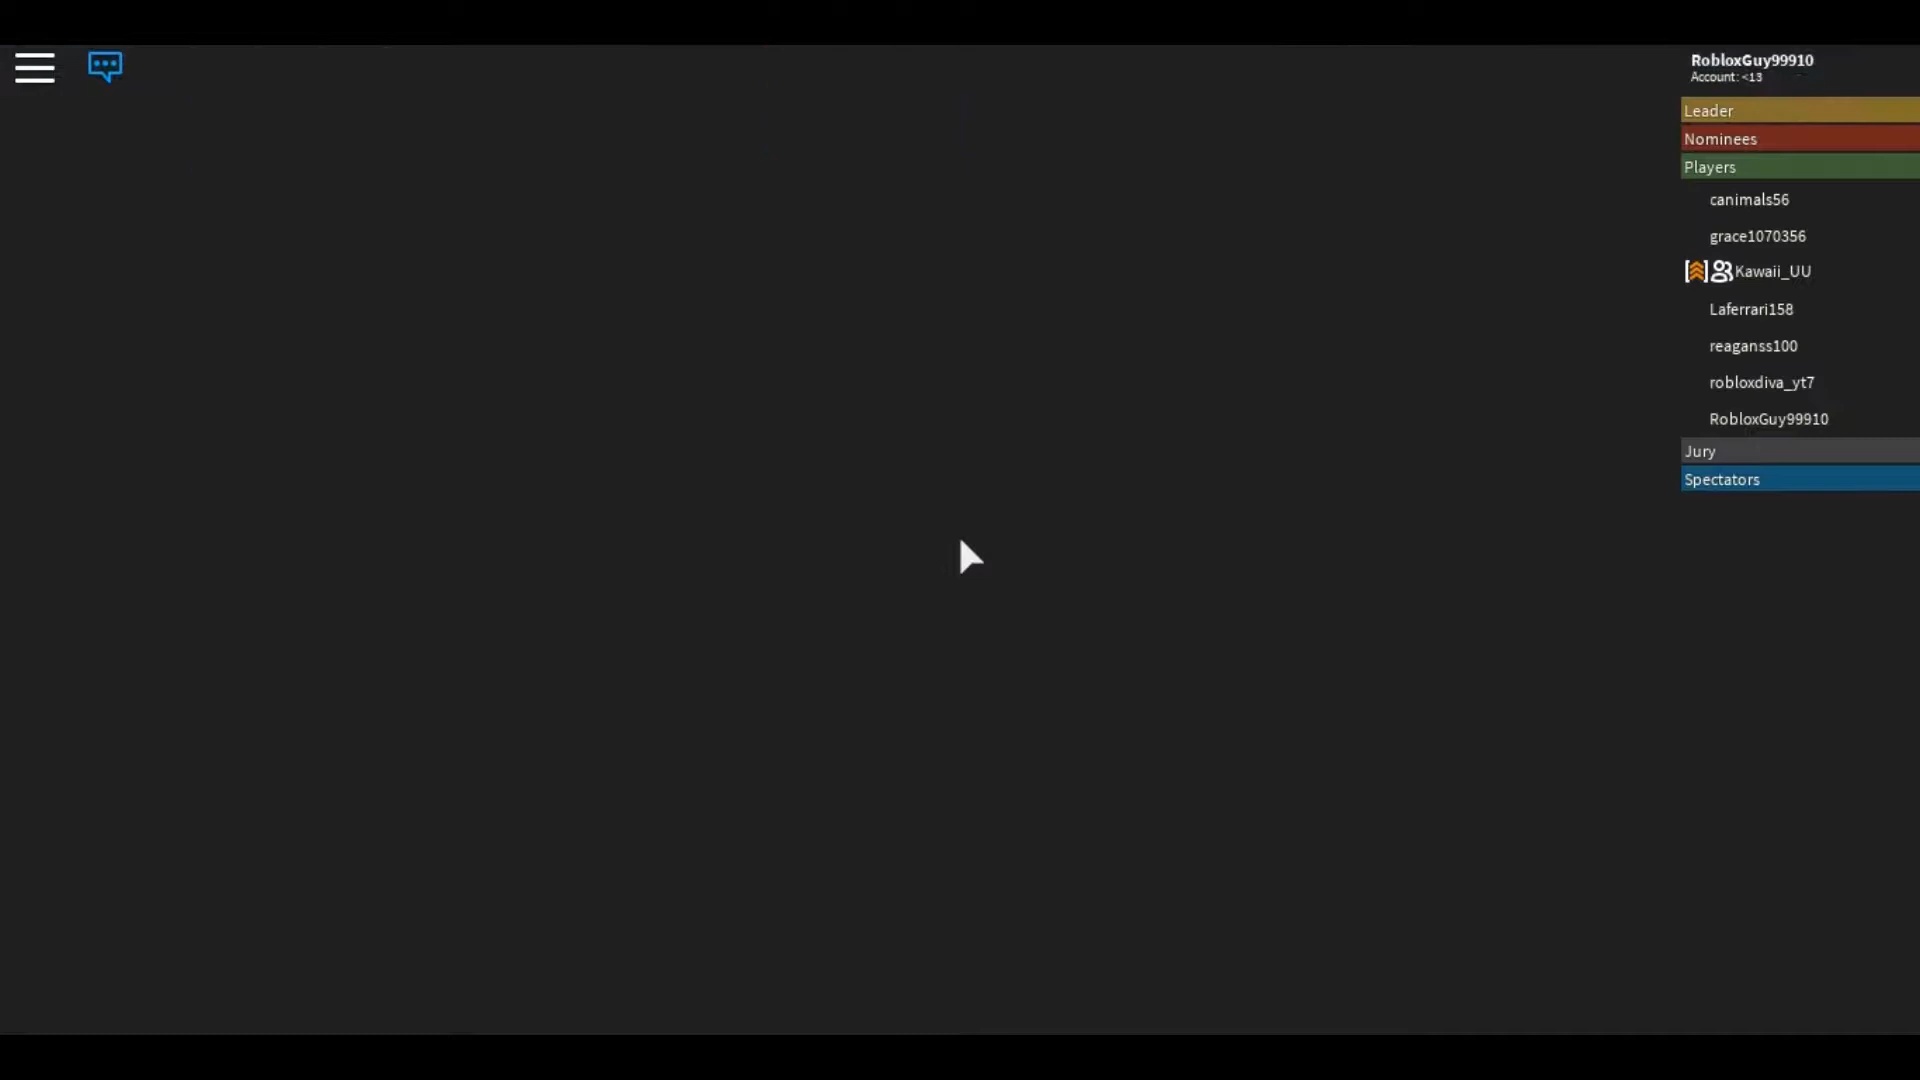 RobloxGuy99910
Account: <13
Leader
Nominees
Players
canimals56
grace1070356
Kawaii_UU
Laferrari158
reaganss100
robloxdiva_yt7
RobloxGuy99910
Jury
Spectators